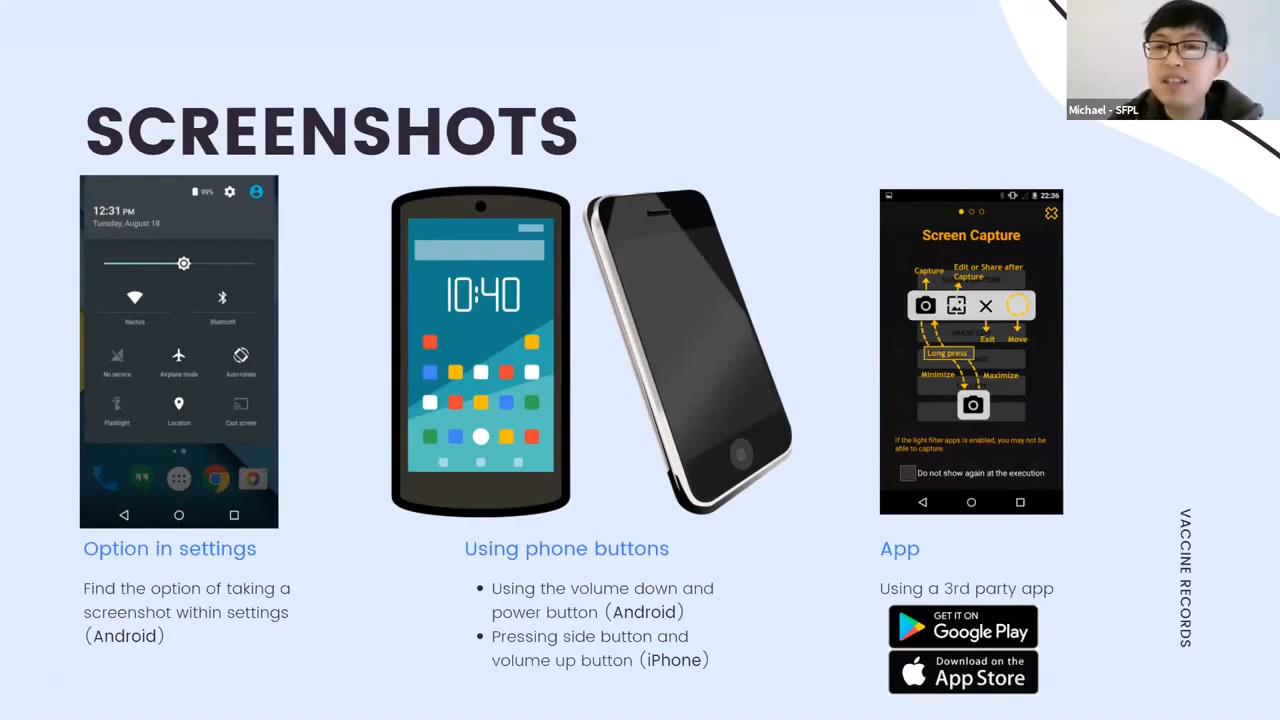 Michael - SFPL
SCREENSHOTS
99%
12:31 PM
Tuesday, August 18
Nachos
Bluetooth
No service
Airplane mode
Auto-rotate
Flashlight
Location
Cast screen
Option in settings
Find the option of taking a
screenshot within settings
(Android)
10:40
Using phone buttons
• Using the volume down and
power button (Android)
• Pressing side button and
volume up button (iPhone)
22:36
Screen Capture
Capture
Edit or Share after
Capture
Exit
Move
Long press
Minimize
Maximize
If the light filter apps is enabled, you may not be
able to capture.
Do not show again at the execution
App
Using a 3rd party app
GET IT ON
Google Play
Download on the
App Store
VACCINE RECORDS